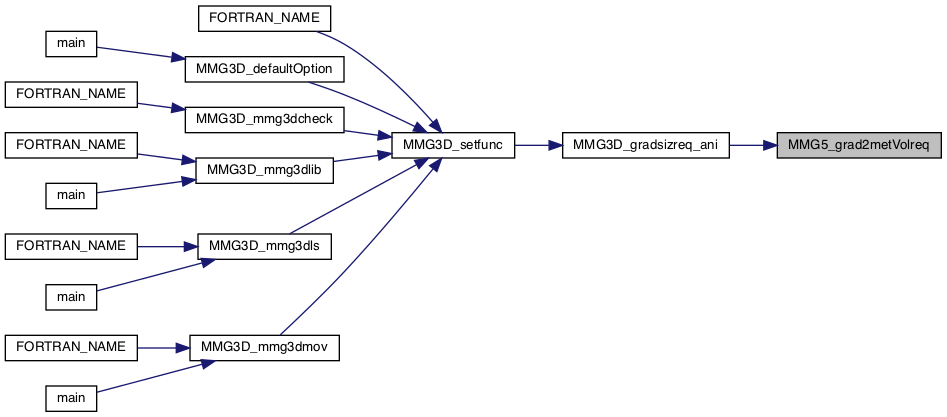 FORTRAN_NAME
main
MMG3D_defaultOption
FORTRAN_NAME
MMG3D_mmg3dcheck
FORTRAN_NAME
MMG3D_setfunc
MMG3D_gradsizreq_ani
MMG5_grad2metVolreq
MMG3D_mmg3dlib
main
FORTRAN_NAME
MMG3D_mmg3dls
main
FORTRAN_NAME
MMG3D_mmg3dmov
main